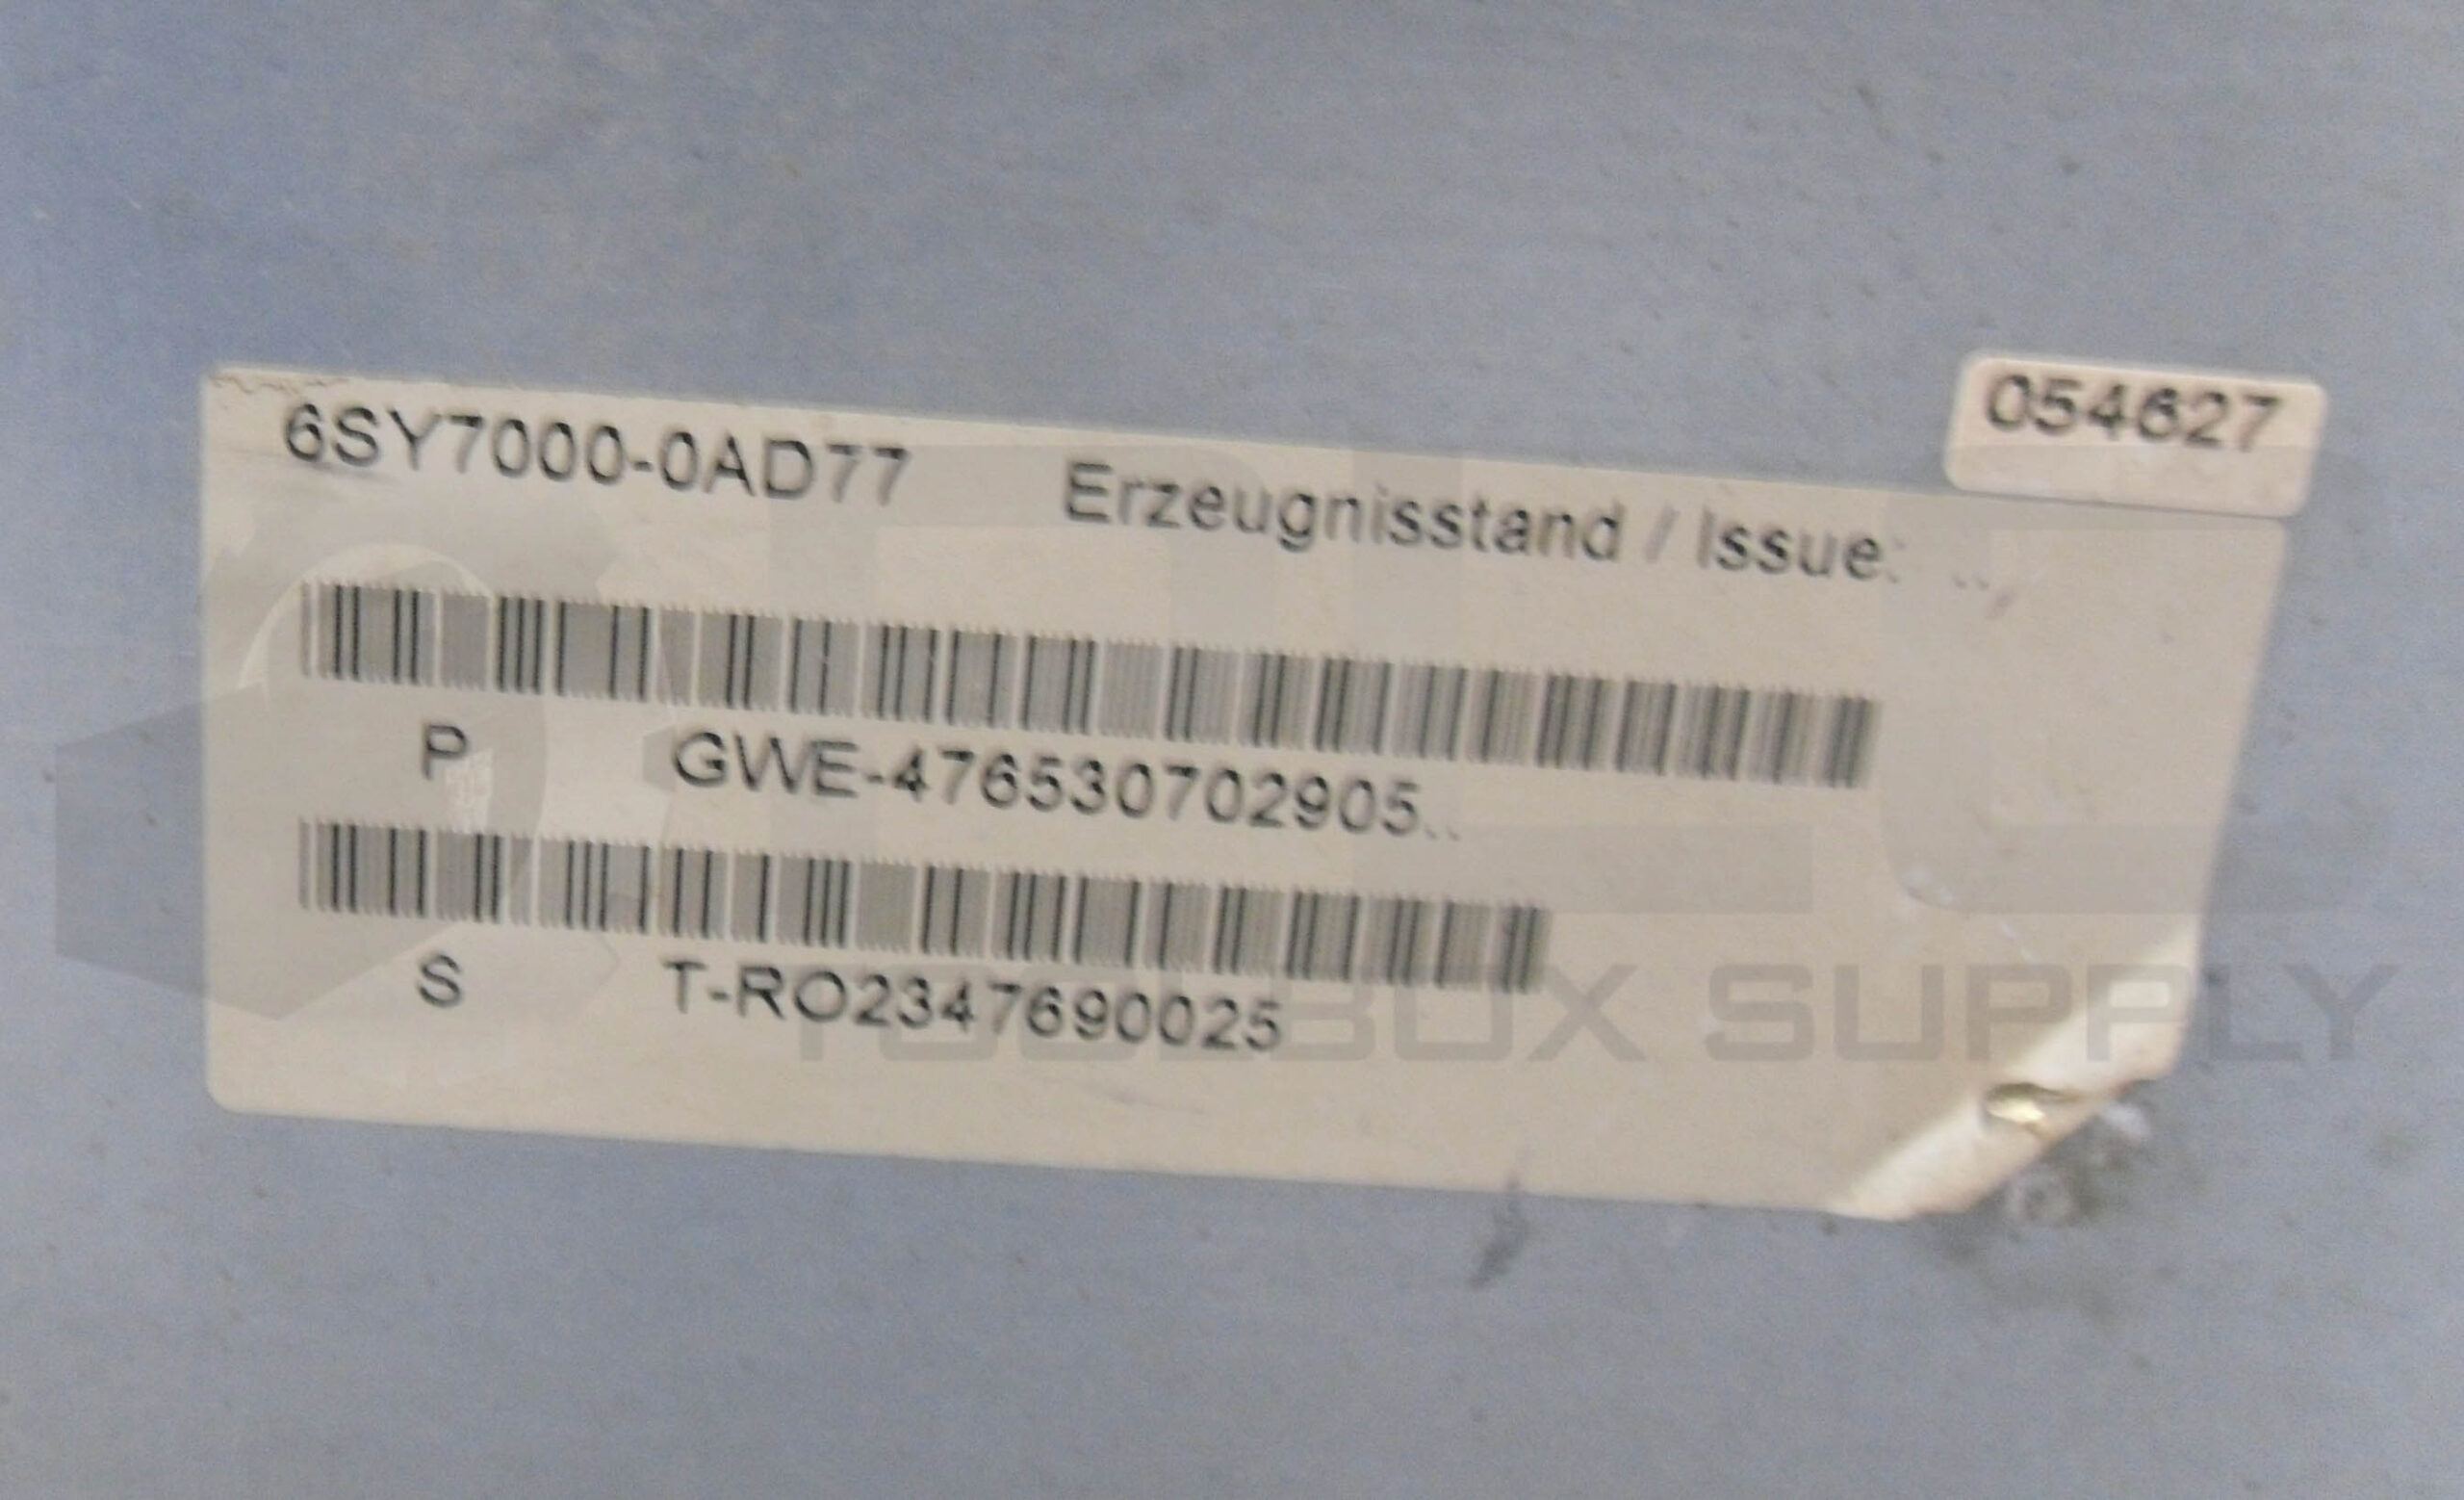 054627
6SY7000-0AD77 Erzeugnisstand / Issue: ..,
P GWE-476530702905..
S T-RO2347690025
TOOLBOX SUPPLY